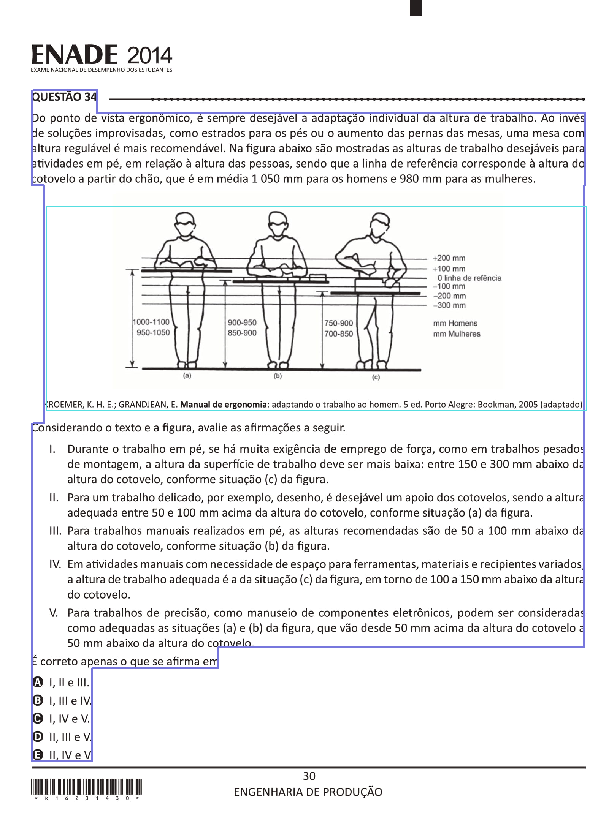 ENADE 2014
EXAME NACIONAL DE DESEMPENHO DOS ESTUDANTES
QUESTÃO 34
Do ponto de vista ergonômico, é sempre desejável a adaptação individual da altura de trabalho. Ao invés
de soluções improvisadas, como estrados para os pés ou o aumento das pernas das mesas, uma mesa com
altura regulável é mais recomendável. Na figura abaixo são mostradas as alturas de trabalho desejáveis para
atividades em pé, em relação à altura das pessoas, sendo que a linha de referência corresponde à altura do
cotovelo a partir do chão, que é em média 1 050 mm para os homens e 980 mm para as mulheres.
+200 mm
+100 mm
0 linha de refência
−100 mm
−200 mm
−300 mm
1000-1100 900-950 750-900 mm Homens
950-1050 850-900 700-850 mm Mulheres
(a) (b) (c)
KROEMER, K. H. E.; GRANDJEAN, E. Manual de ergonomia: adaptando o trabalho ao homem. 5 ed. Porto Alegre: Bookman, 2005 (adaptado).
Considerando o texto e a figura, avalie as afirmações a seguir.
I. Durante o trabalho em pé, se há muita exigência de emprego de força, como em trabalhos pesados
de montagem, a altura da superfície de trabalho deve ser mais baixa: entre 150 e 300 mm abaixo da
altura do cotovelo, conforme situação (c) da figura.
II. Para um trabalho delicado, por exemplo, desenho, é desejável um apoio dos cotovelos, sendo a altura
adequada entre 50 e 100 mm acima da altura do cotovelo, conforme situação (a) da figura.
III. Para trabalhos manuais realizados em pé, as alturas recomendadas são de 50 a 100 mm abaixo da
altura do cotovelo, conforme situação (b) da figura.
IV. Em atividades manuais com necessidade de espaço para ferramentas, materiais e recipientes variados,
a altura de trabalho adequada é a da situação (c) da figura, em torno de 100 a 150 mm abaixo da altura
do cotovelo.
V. Para trabalhos de precisão, como manuseio de componentes eletrônicos, podem ser consideradas
como adequadas as situações (a) e (b) da figura, que vão desde 50 mm acima da altura do cotovelo a
50 mm abaixo da altura do cotovelo.
É correto apenas o que se afirma em
A I, II e III.
B I, III e IV.
C I, IV e V.
D II, III e V.
E II, IV e V.
30
ENGENHARIA DE PRODUÇÃO